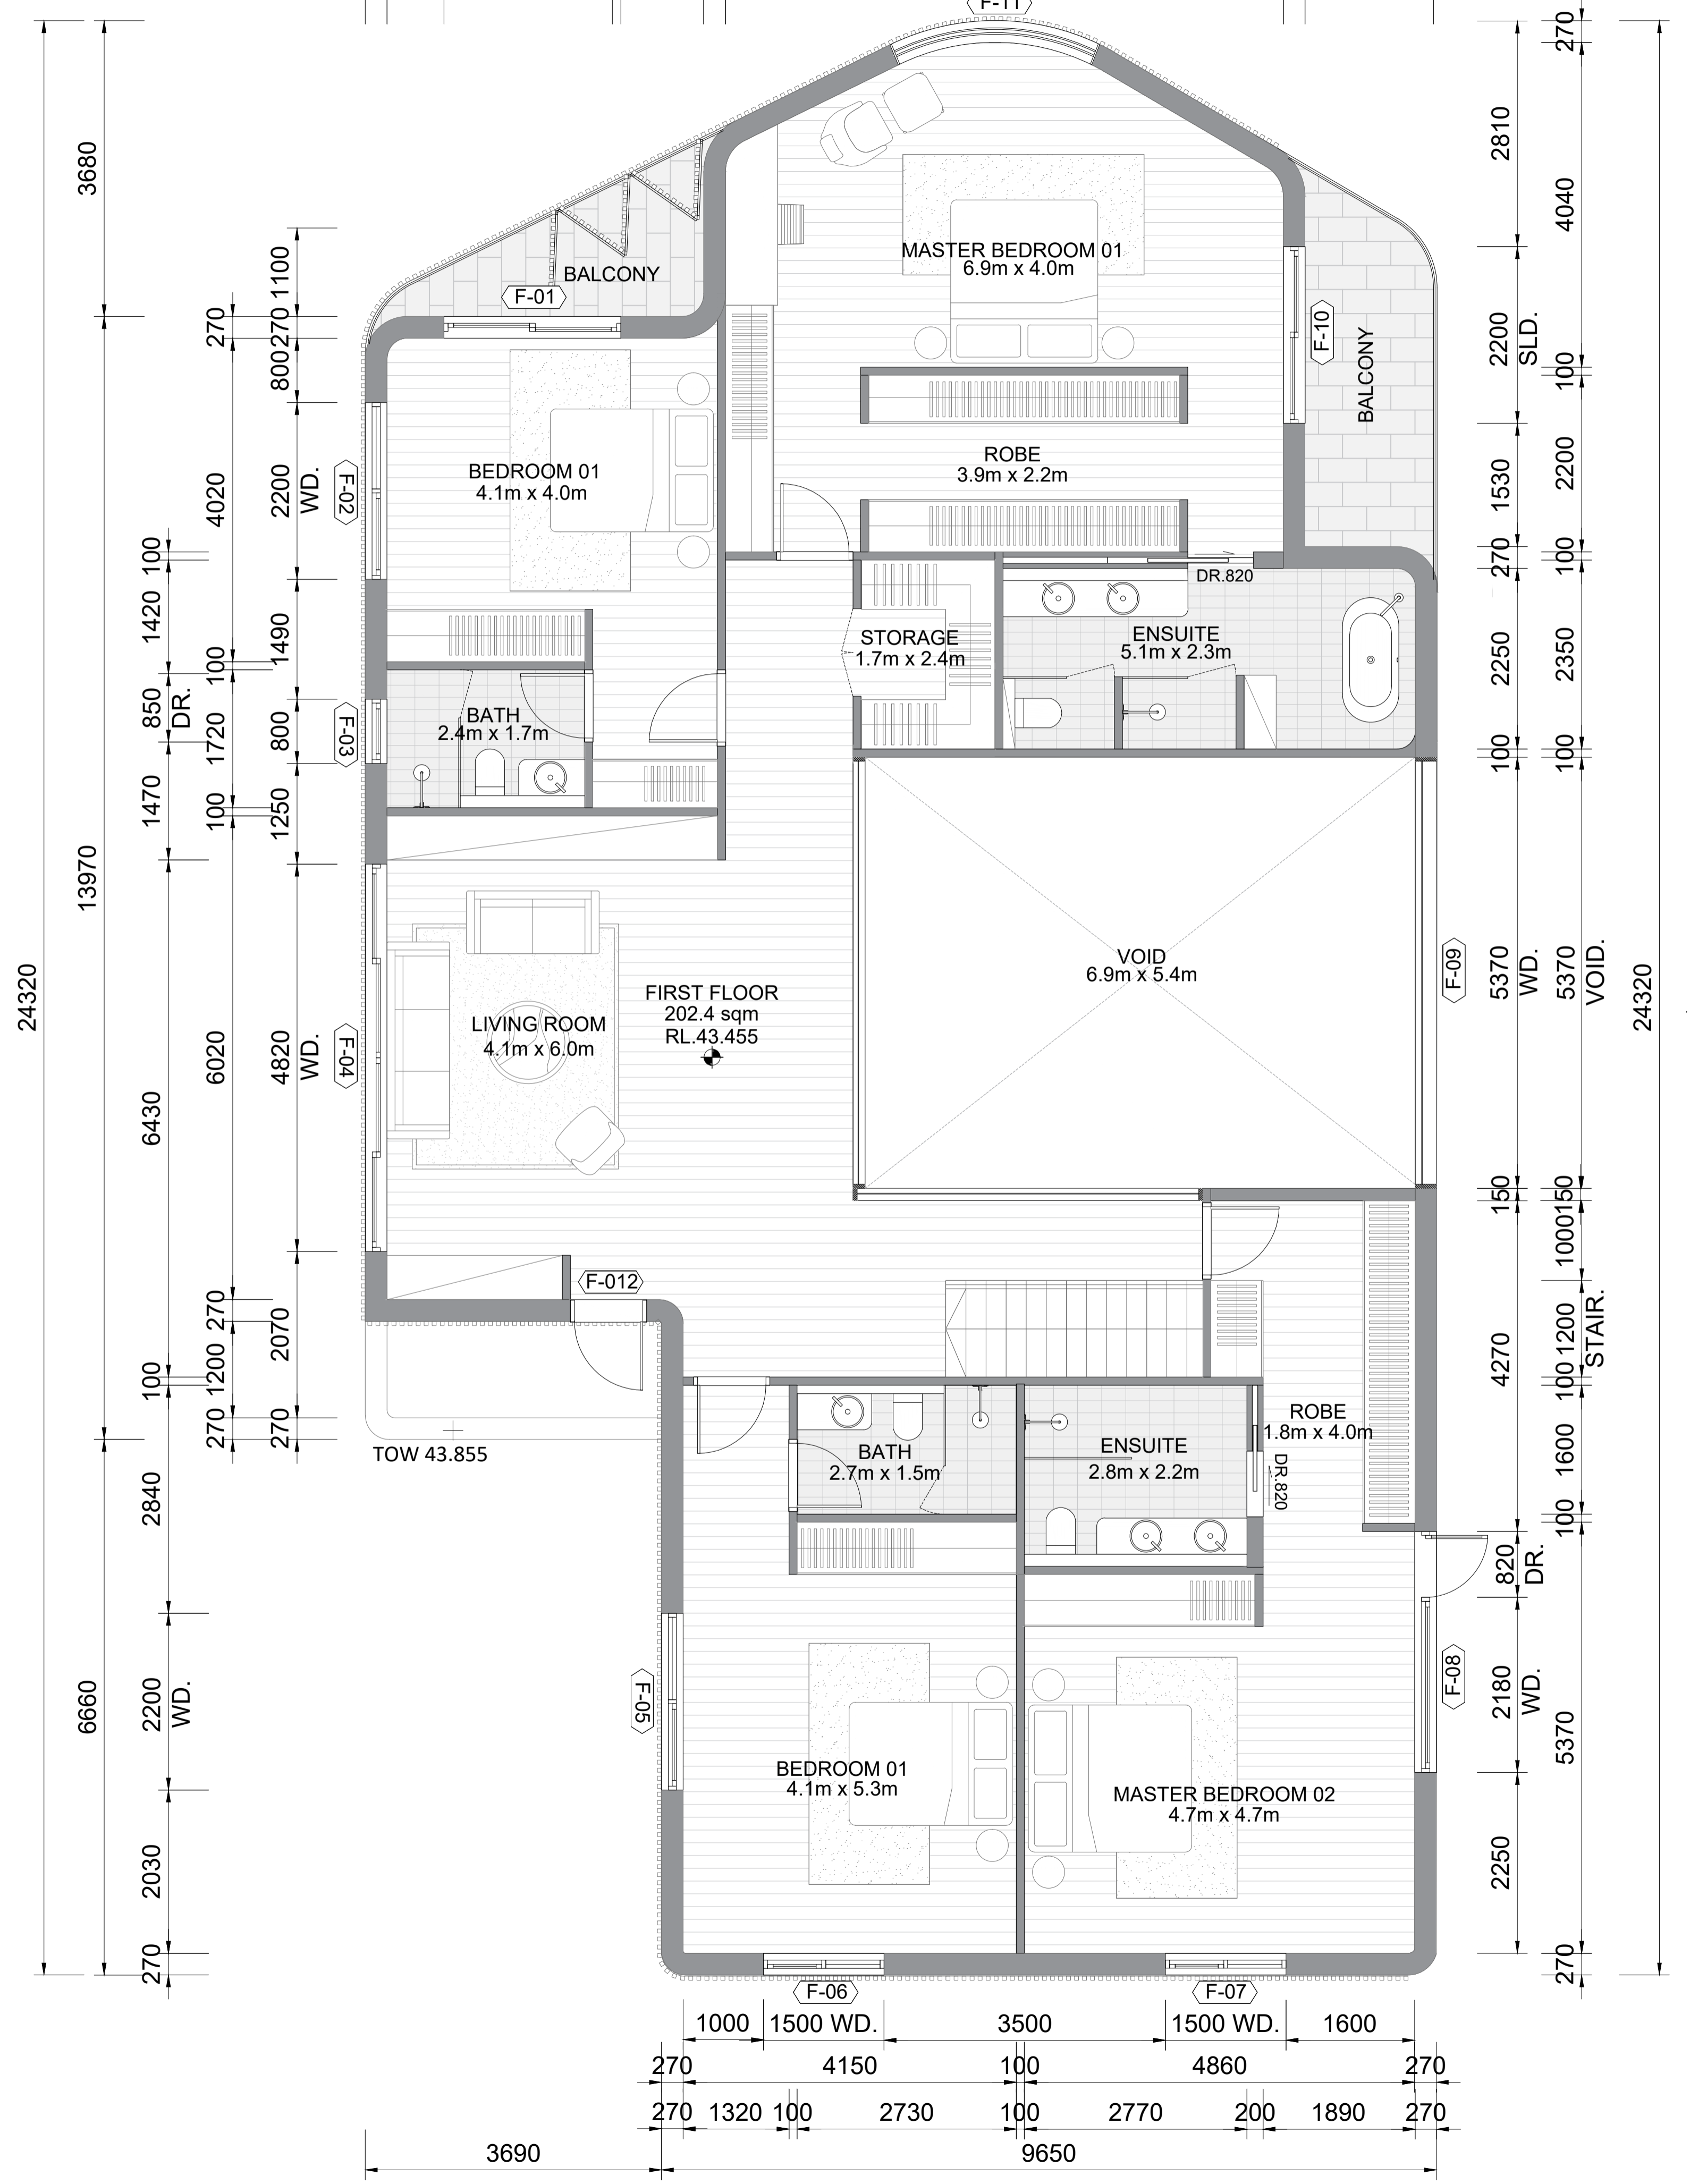 F-11
270
3680
2810
4040
MASTER BEDROOM 01
6.9m x 4.0m
1100
BALCONY
F-01
270
270
800
2200
SLD.
F-10
BALCONY
100
BEDROOM 01
4.1m x 4.0m
F-02
2200
WD.
4020
ROBE
3.9m x 2.2m
1530
2200
100
270
100
DR.820
1420
1490
100
STORAGE
1.7m x 2.4m
ENSUITE
5.1m x 2.3m
2250
2350
850
DR.
1720
800
F-03
BATH
2.4m x 1.7m
100
100
1470
100
1250
13970
24320
VOID
6.9m x 5.4m
F-09
5370
WD.
5370
VOID.
24320
FIRST FLOOR
202.4 sqm
RL.43.455
LIVING ROOM
4.1m x 6.0m
F-04
4820
WD.
6020
6430
150
150
1000
F-012
270
2070
1200
100
270
270
4270
1200
STAIR.
100
ROBE
1.8m x 4.0m
BATH
2.7m x 1.5m
ENSUITE
2.8m x 2.2m
DR.820
TOW 43.855
1600
100
2840
820
DR.
6660
2200
WD.
F-05
F-08
2180
WD.
5370
BEDROOM 01
4.1m x 5.3m
MASTER BEDROOM 02
4.7m x 4.7m
2030
2250
270
270
F-06
F-07
1000
1500 WD.
3500
1500 WD.
1600
270
4150
100
4860
270
270
1320
100
2730
100
2770
200
1890
270
3690
9650